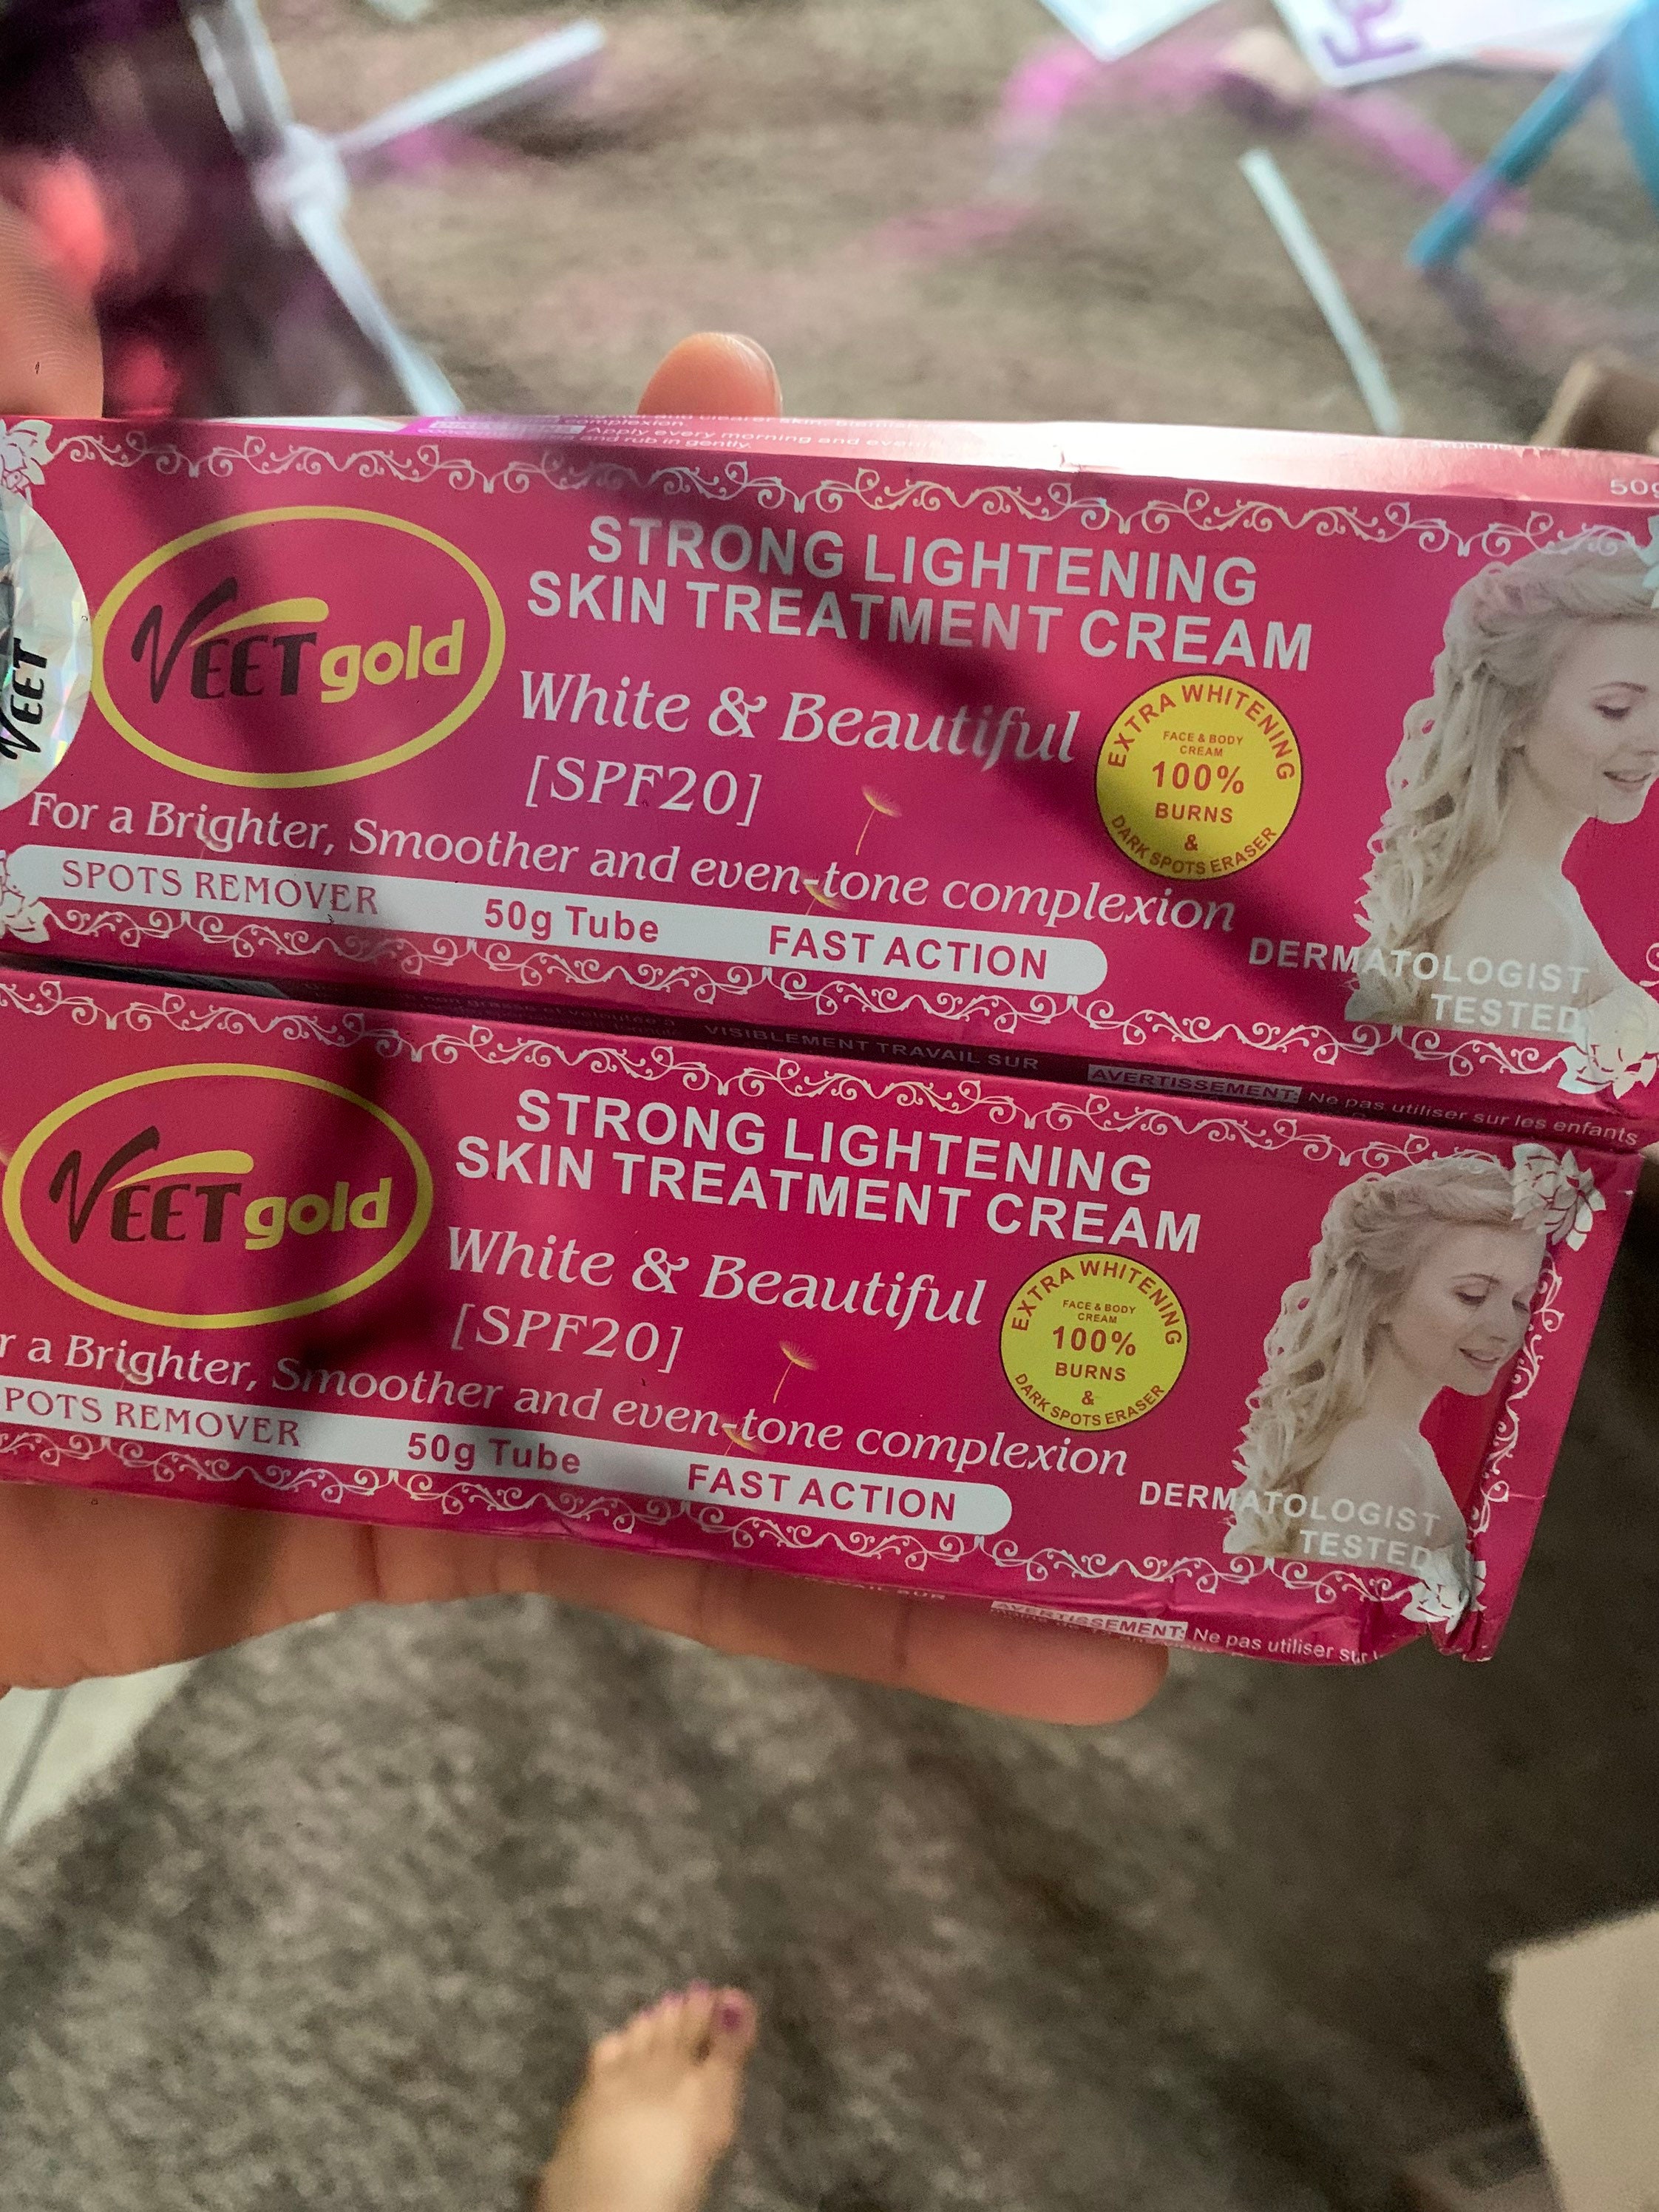 complexion
Apply every morning and
and rub in gently.
50g
VEET
VEET gold
STRONG LIGHTENING
SKIN TREATMENT CREAM
White & Beautiful
[SPF20]
EXTRA WHITENING
FACE & BODY
CREAM
100%
BURNS
&
DARK SPOTS ERASER
For a Brighter, Smoother and even-tone complexion
SPOTS REMOVER 50g Tube FAST ACTION
DERMATOLOGIST
TESTED
VISIBLEMENT TRAVAIL SUR
AVERTISSEMENT: Ne pas utiliser sur les enfants
VEET gold
STRONG LIGHTENING
SKIN TREATMENT CREAM
White & Beautiful
[SPF20]
EXTRA WHITENING
FACE & BODY
CREAM
100%
BURNS
&
DARK SPOTS ERASER
r a Brighter, Smoother and even-tone complexion
POTS REMOVER 50g Tube FAST ACTION
DERMATOLOGIST
TESTED
AVERTISSEMENT: Ne pas utiliser sur